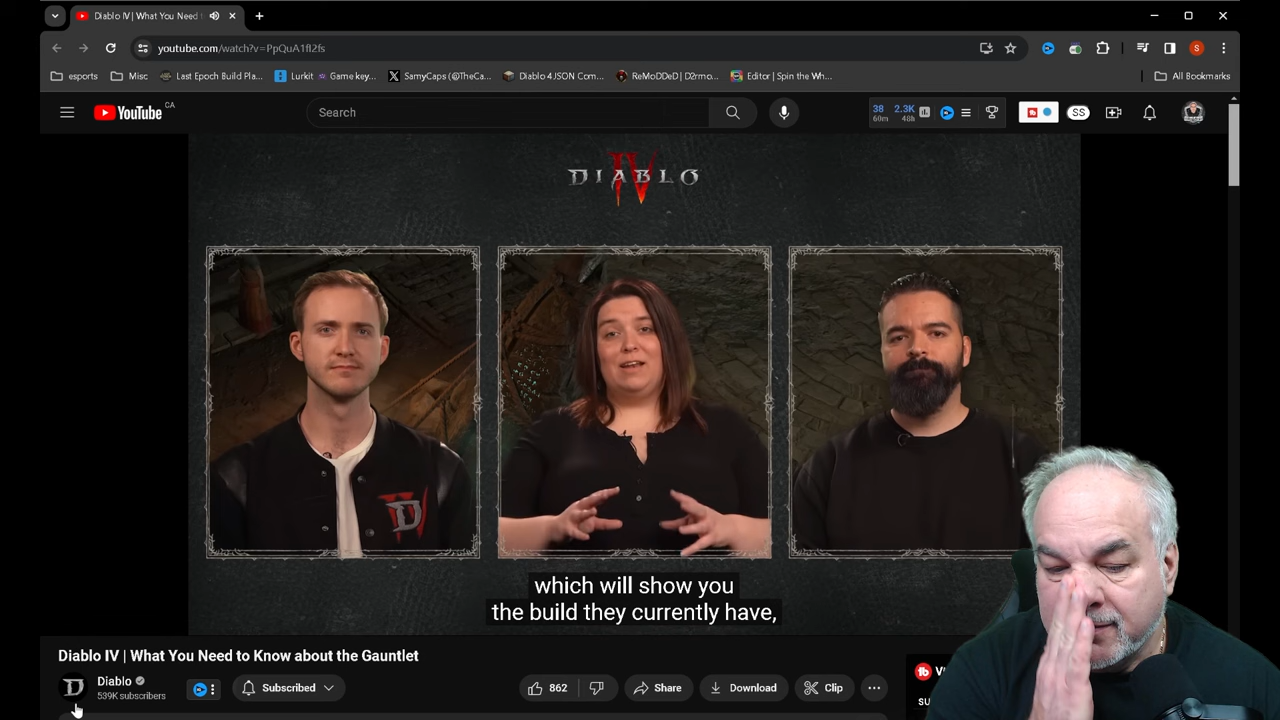 Diablo IV | What You Need
youtube.com/watch?v=PpQuA1fI2fs
esports
Misc
Last Epoch Build Pla...
Lurkit
Game key...
SamyCaps (@TheCa...
Diablo 4 JSON Com...
ReMoDDeD | D2rmo...
Editor | Spin the Wh...
All Bookmarks
S
YouTube CA
Search
38 2.3K
60m 48h
SS
DIABLO
IV
which will show you
the build they currently have,
Diablo IV | What You Need to Know about the Gauntlet
Diablo
539K subscribers
Subscribed
862
Share
Download
Clip